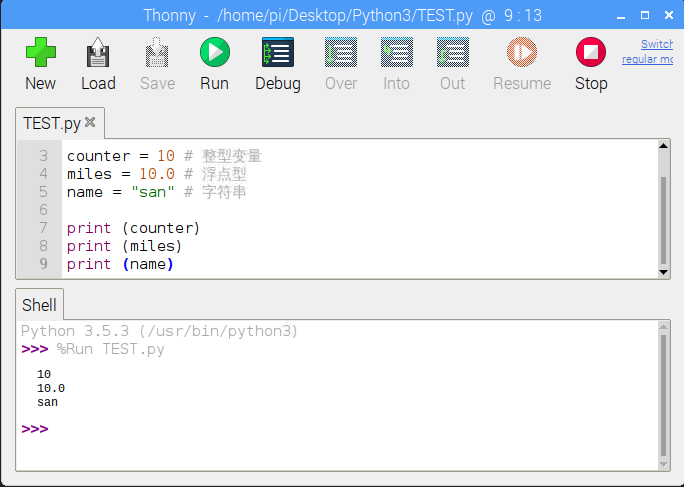 Thonny - /home/pi/Desktop/Python3/TEST.py @ 9:13
New Load Save Run Debug Over Into Out Resume Stop
Switch
regular mo
TEST.py
3 counter = 10 # 整型变量
4 miles = 10.0 # 浮点型
5 name = "san" # 字符串
6
7 print (counter)
8 print (miles)
9 print (name)
Shell
Python 3.5.3 (/usr/bin/python3)
>>> %Run TEST.py
10
10.0
san
>>>